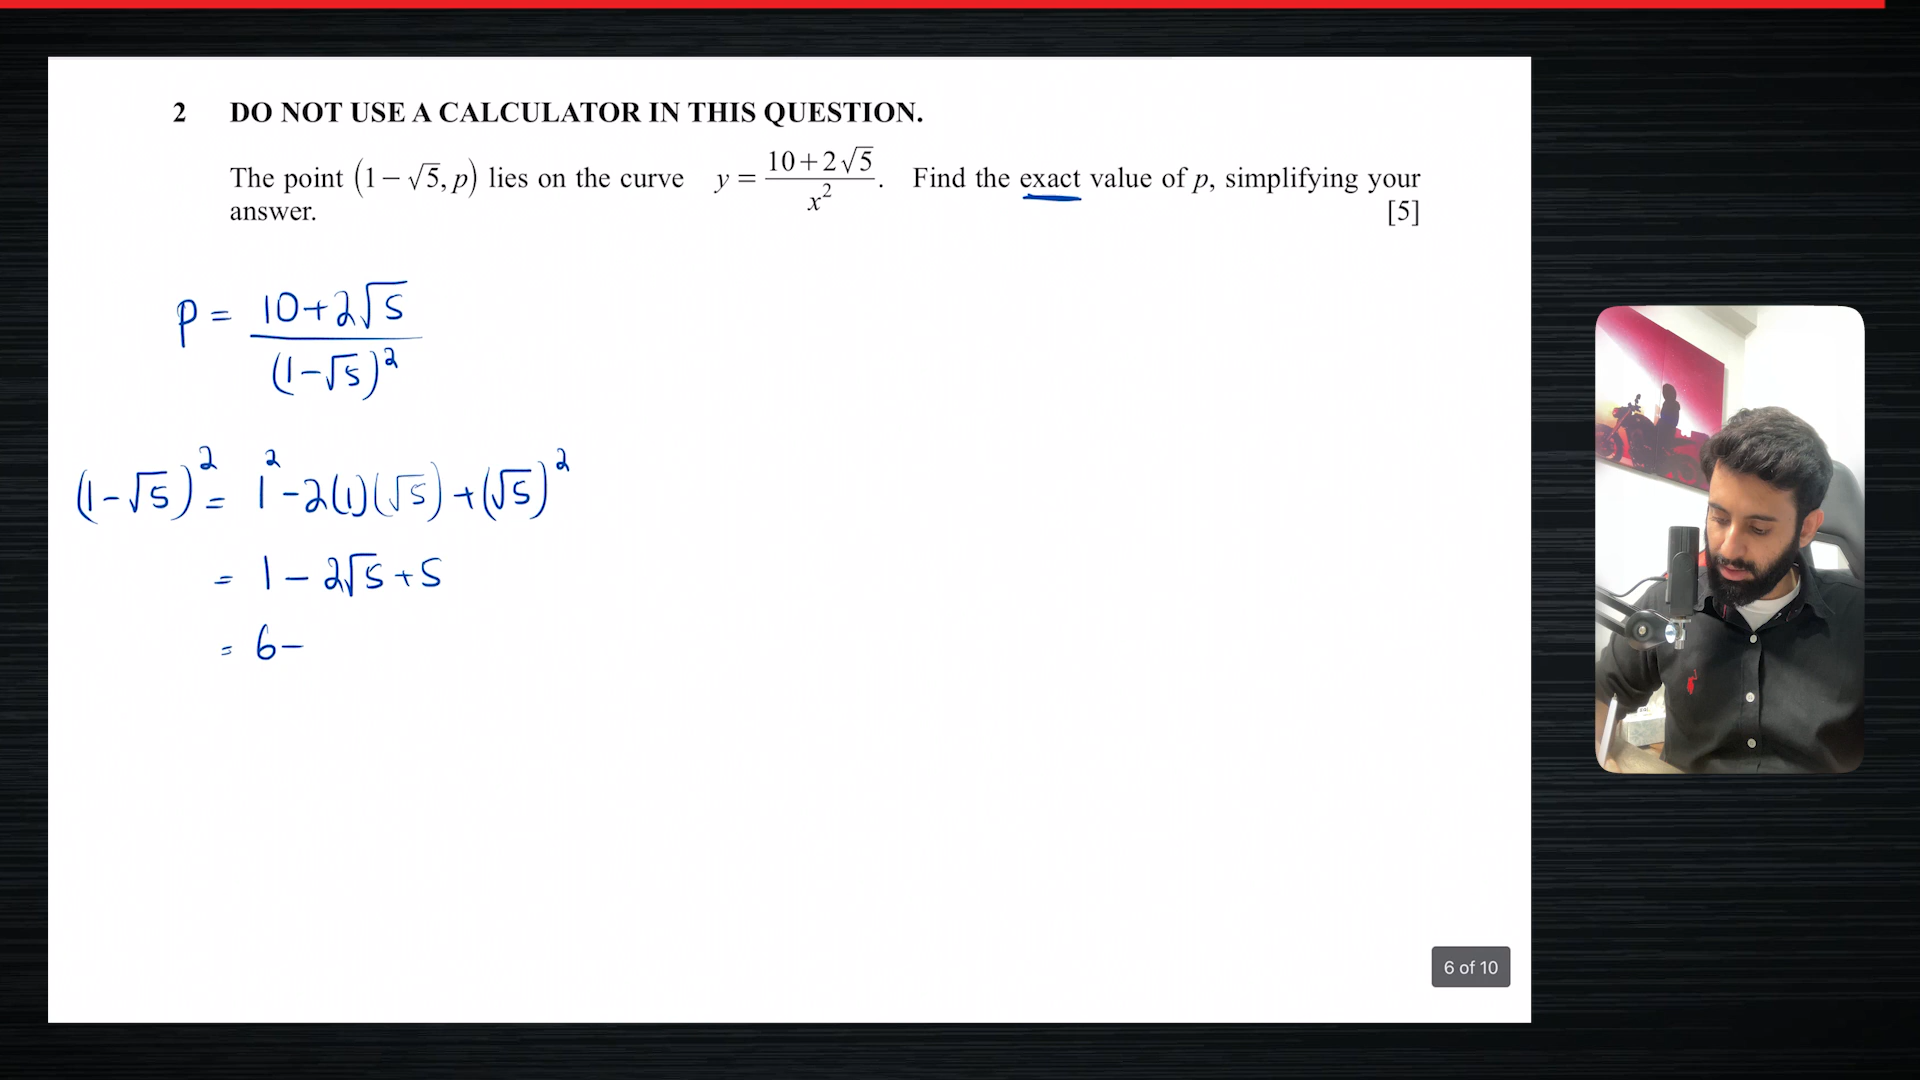 2 DO NOT USE A CALCULATOR IN THIS QUESTION.
The point (1 − √5, p) lies on the curve y = (10+2√5)/x². Find the exact value of p, simplifying your
answer. [5]
p = (10+2√5)/(1−√5)²
(1−√5)² = 1² − 2(1)(√5) + (√5)²
= 1 − 2√5 + 5
= 6 −
6 of 10